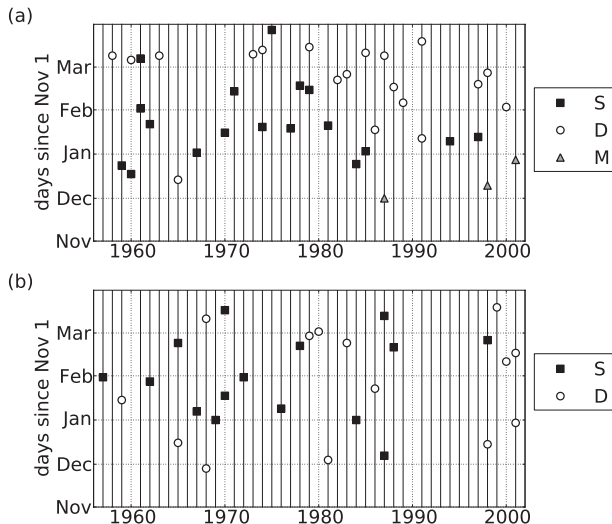 (a)
days since Nov 1
Mar
Feb
Jan
Dec
Nov
1960 1970 1980 1990 2000
S
D
M
(b)
days since Nov 1
Mar
Feb
Jan
Dec
Nov
1960 1970 1980 1990 2000
S
D